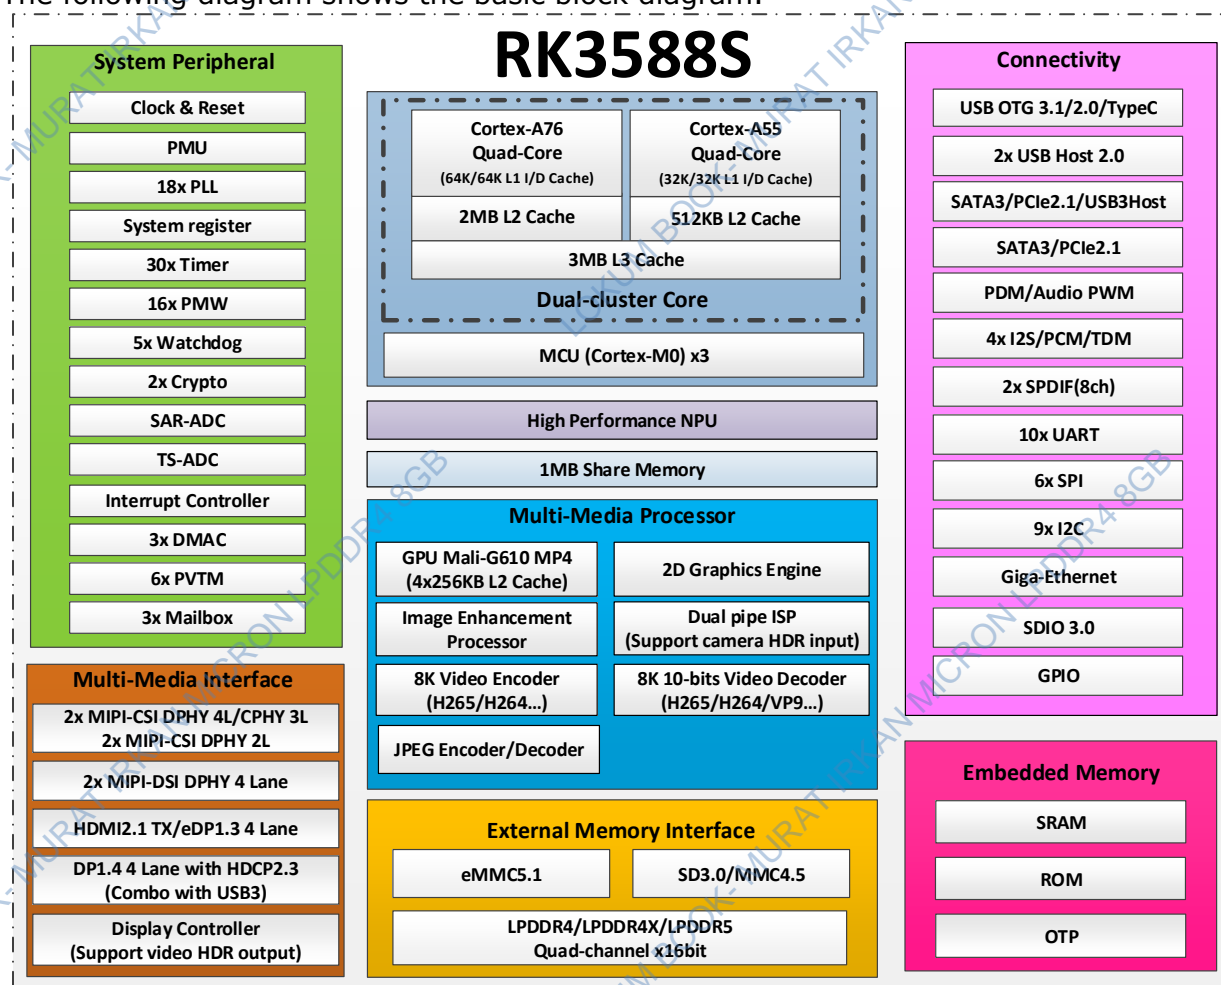 The following diagram shows the basic block diagram.
RK3588S
System Peripheral
Clock & Reset
PMU
18x PLL
System register
30x Timer
16x PMW
5x Watchdog
2x Crypto
SAR-ADC
TS-ADC
Interrupt Controller
3x DMAC
6x PVTM
3x Mailbox
Multi-Media Interface
2x MIPI-CSI DPHY 4L/CPHY 3L
2x MIPI-CSI DPHY 2L
2x MIPI-DSI DPHY 4 Lane
HDMI2.1 TX/eDP1.3 4 Lane
DP1.4 4 Lane with HDCP2.3
(Combo with USB3)
Display Controller
(Support video HDR output)
Cortex-A76
Quad-Core
(64K/64K L1 I/D Cache)
2MB L2 Cache
Cortex-A55
Quad-Core
(32K/32K L1 I/D Cache)
512KB L2 Cache
3MB L3 Cache
Dual-cluster Core
MCU (Cortex-M0) x3
High Performance NPU
1MB Share Memory
Multi-Media Processor
GPU Mali-G610 MP4
(4x256KB L2 Cache)
2D Graphics Engine
Image Enhancement
Processor
Dual pipe ISP
(Support camera HDR input)
8K Video Encoder
(H265/H264...)
8K 10-bits Video Decoder
(H265/H264/VP9...)
JPEG Encoder/Decoder
External Memory Interface
eMMC5.1
SD3.0/MMC4.5
LPDDR4/LPDDR4X/LPDDR5
Quad-channel x16bit
Connectivity
USB OTG 3.1/2.0/TypeC
2x USB Host 2.0
SATA3/PCIe2.1/USB3Host
SATA3/PCIe2.1
PDM/Audio PWM
4x I2S/PCM/TDM
2x SPDIF(8ch)
10x UART
6x SPI
9x I2C
Giga-Ethernet
SDIO 3.0
GPIO
Embedded Memory
SRAM
ROM
OTP
LOKUM BOOK- MURAT IRKAN MICRON LPDDR4 8GB